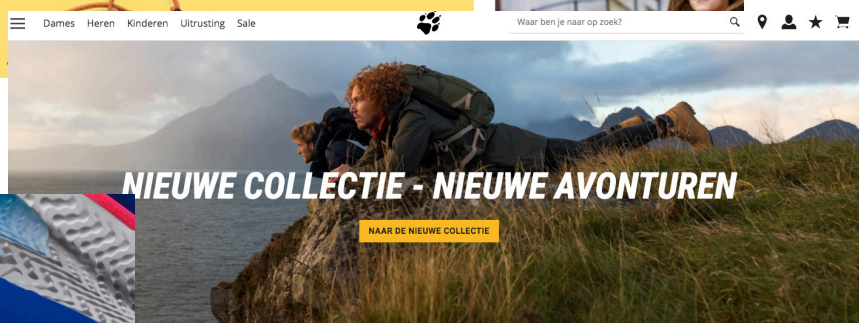 Dames Heren Kinderen Uitrusting Sale
Waar ben je naar op zoek?
NIEUWE COLLECTIE - NIEUWE AVONTUREN
NAAR DE NIEUWE COLLECTIE